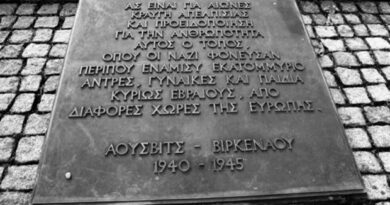 ΑΣ ΕΙΝΑΙ ΓΙΑ ΑΙΩΝΕΣ
ΚΡΑΥΓΗ ΑΠΕΛΠΙΣΙΑΣ
ΚΑΙ ΠΡΟΕΙΔΟΠΟΙΗΣΗ
ΓΙΑ ΤΗΝ ΑΝΘΡΩΠΟΤΗΤΑ
ΑΥΤΟΣ Ο ΤΟΠΟΣ
ΟΠΟΥ ΟΙ ΝΑΖΙ ΦΟΝΕΥΣΑΝ
ΠΕΡΙΠΟΥ ΕΝΑΜΙΣΥ ΕΚΑΤΟΜΜΥΡΙΟ
ΑΝΤΡΕΣ, ΓΥΝΑΙΚΕΣ ΚΑΙ ΠΑΙΔΙΑ
ΚΥΡΙΩΣ ΕΒΡΑΙΟΥΣ, ΑΠΟ
ΔΙΑΦΟΡΕΣ ΧΩΡΕΣ ΤΗΣ ΕΥΡΩΠΗΣ.
ΑΟΥΣΒΙΤΣ - ΒΙΡΚΕΝΑΟΥ
1940 - 1945